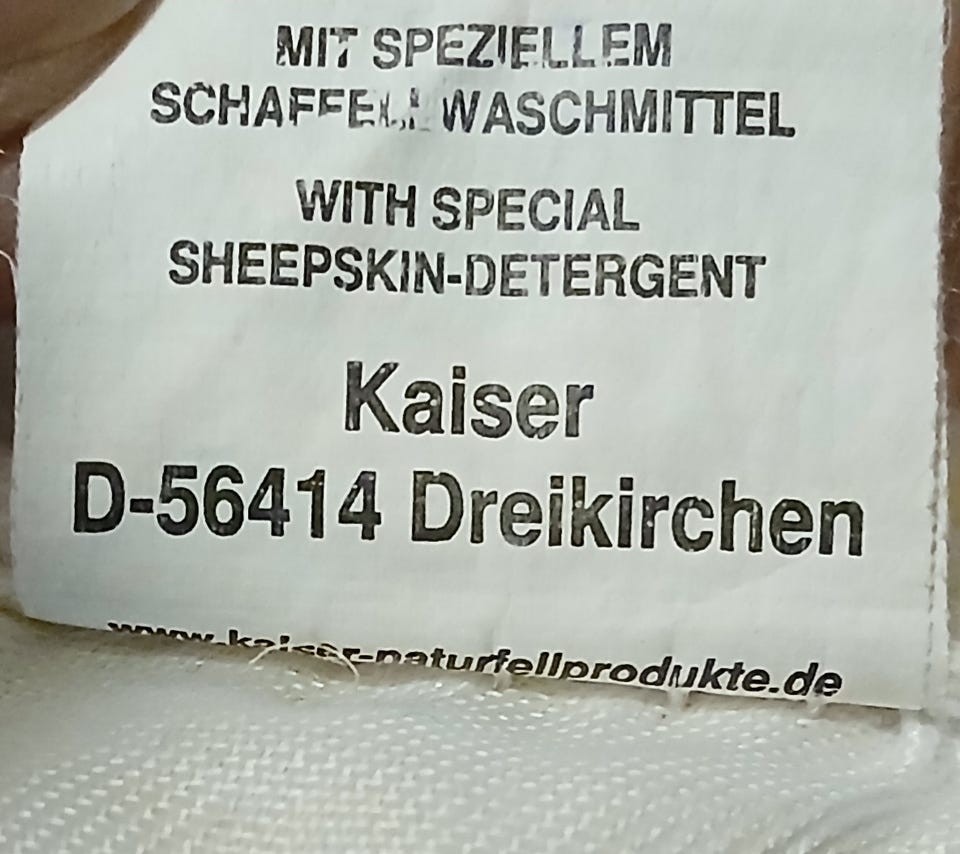 MIT SPEZIELLEM
SCHAFFELL WASCHMITTEL
WITH SPECIAL
SHEEPSKIN-DETERGENT
Kaiser
D-56414 Dreikirchen
www.kaiser-naturfellprodukte.de